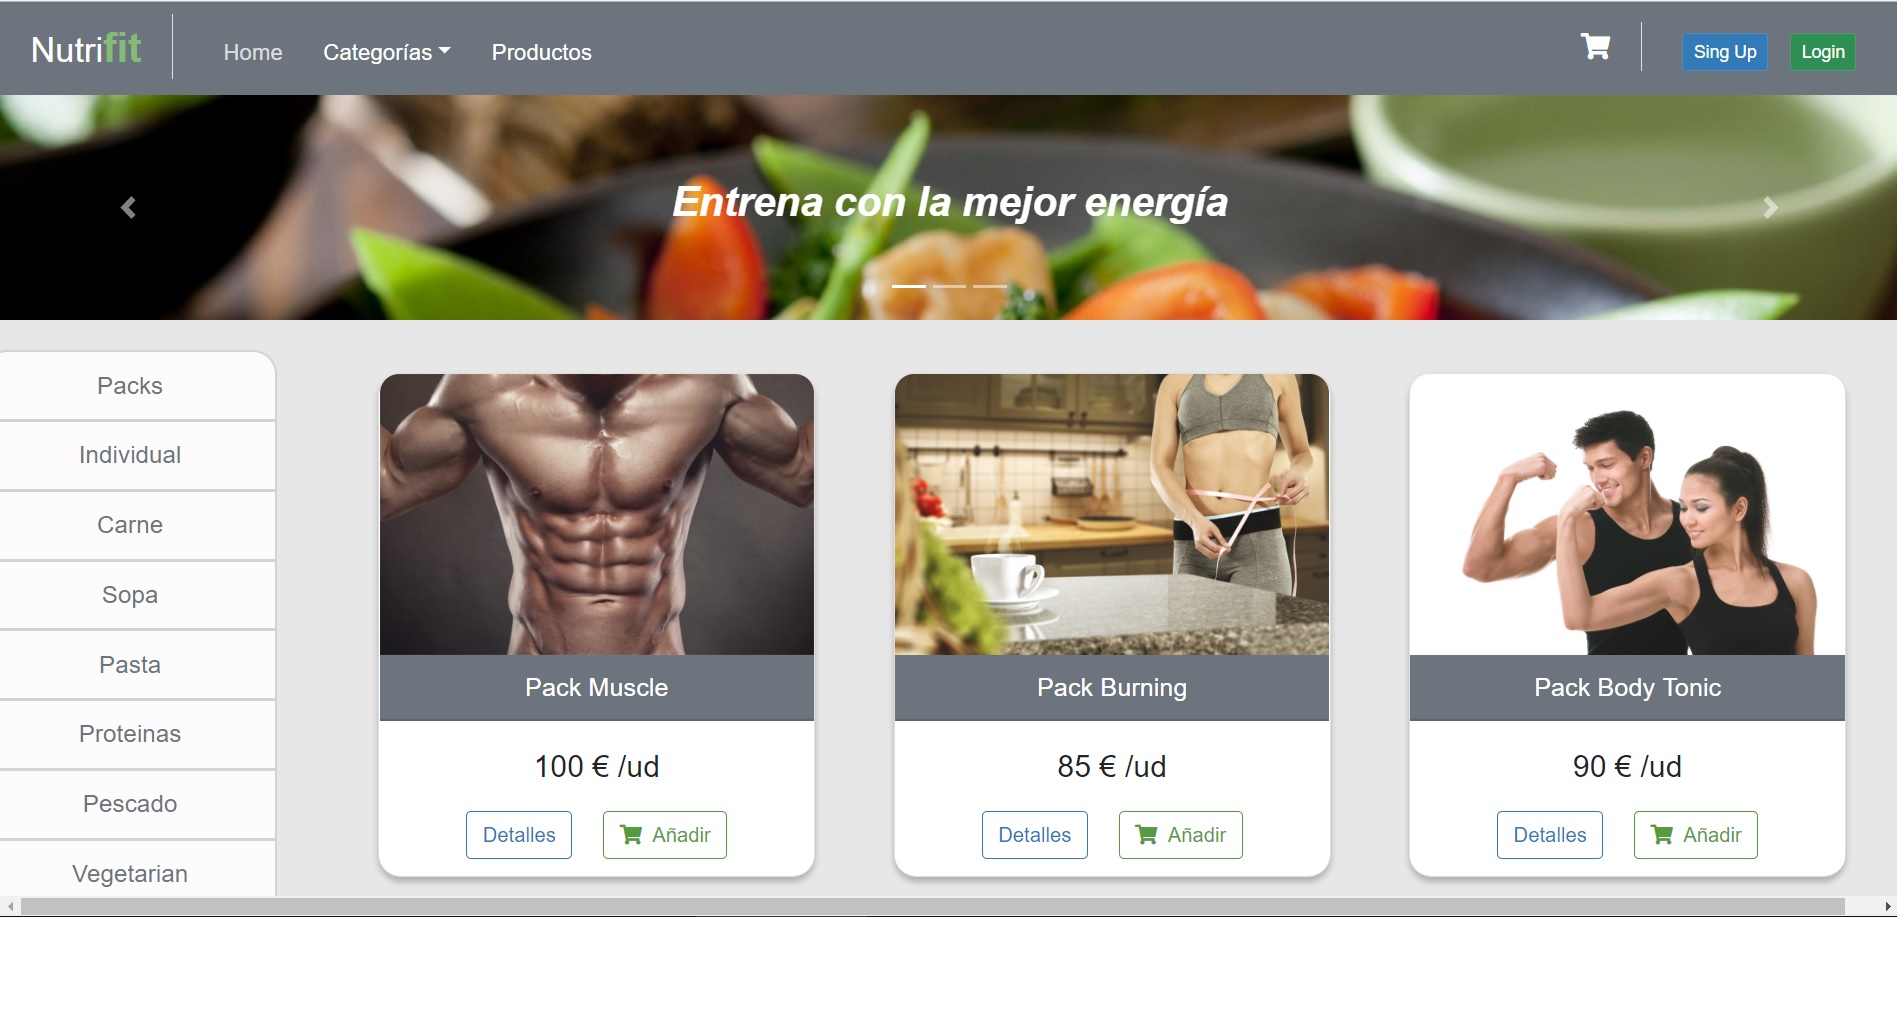 Nutrifit
Home Categorías Productos
Sing Up Login
Entrena con la mejor energía
Packs
Individual
Carne
Sopa
Pasta
Proteinas
Pescado
Vegetarian
Pack Muscle
100 € /ud
Detalles Añadir
Pack Burning
85 € /ud
Detalles Añadir
Pack Body Tonic
90 € /ud
Detalles Añadir